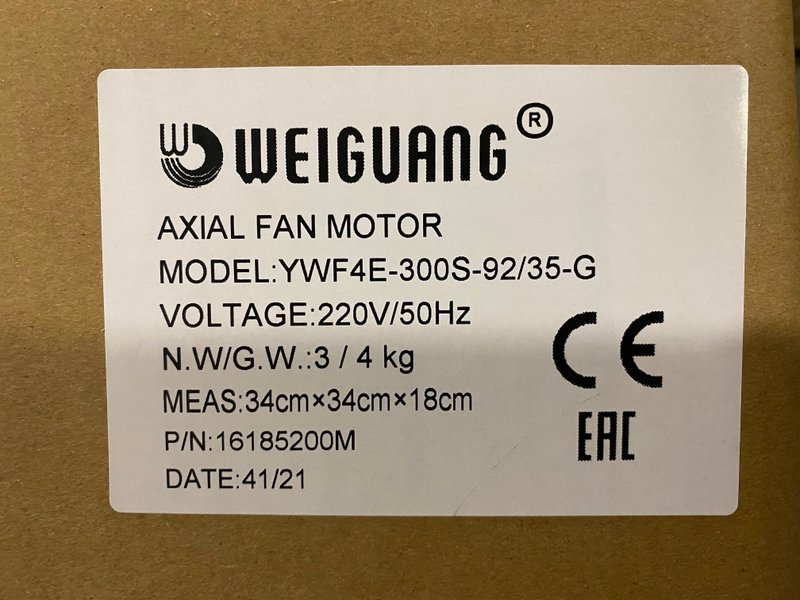 W WEIGUANG ®
AXIAL FAN MOTOR
MODEL:YWF4E-300S-92/35-G
VOLTAGE:220V/50Hz
N.W/G.W.:3 / 4 kg
MEAS:34cm×34cm×18cm
P/N:16185200M
DATE:41/21
CE
EAC